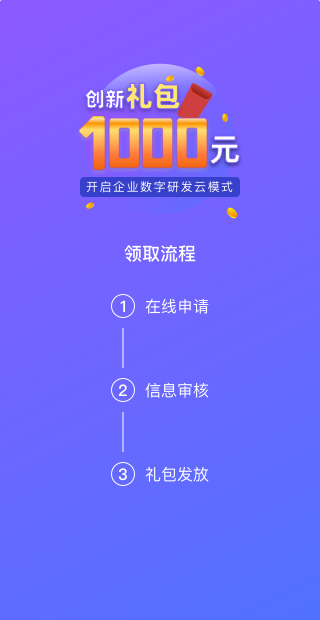 创新礼包
1000元
开启企业数字研发云模式
领取流程
1 在线申请
2 信息审核
3 礼包发放